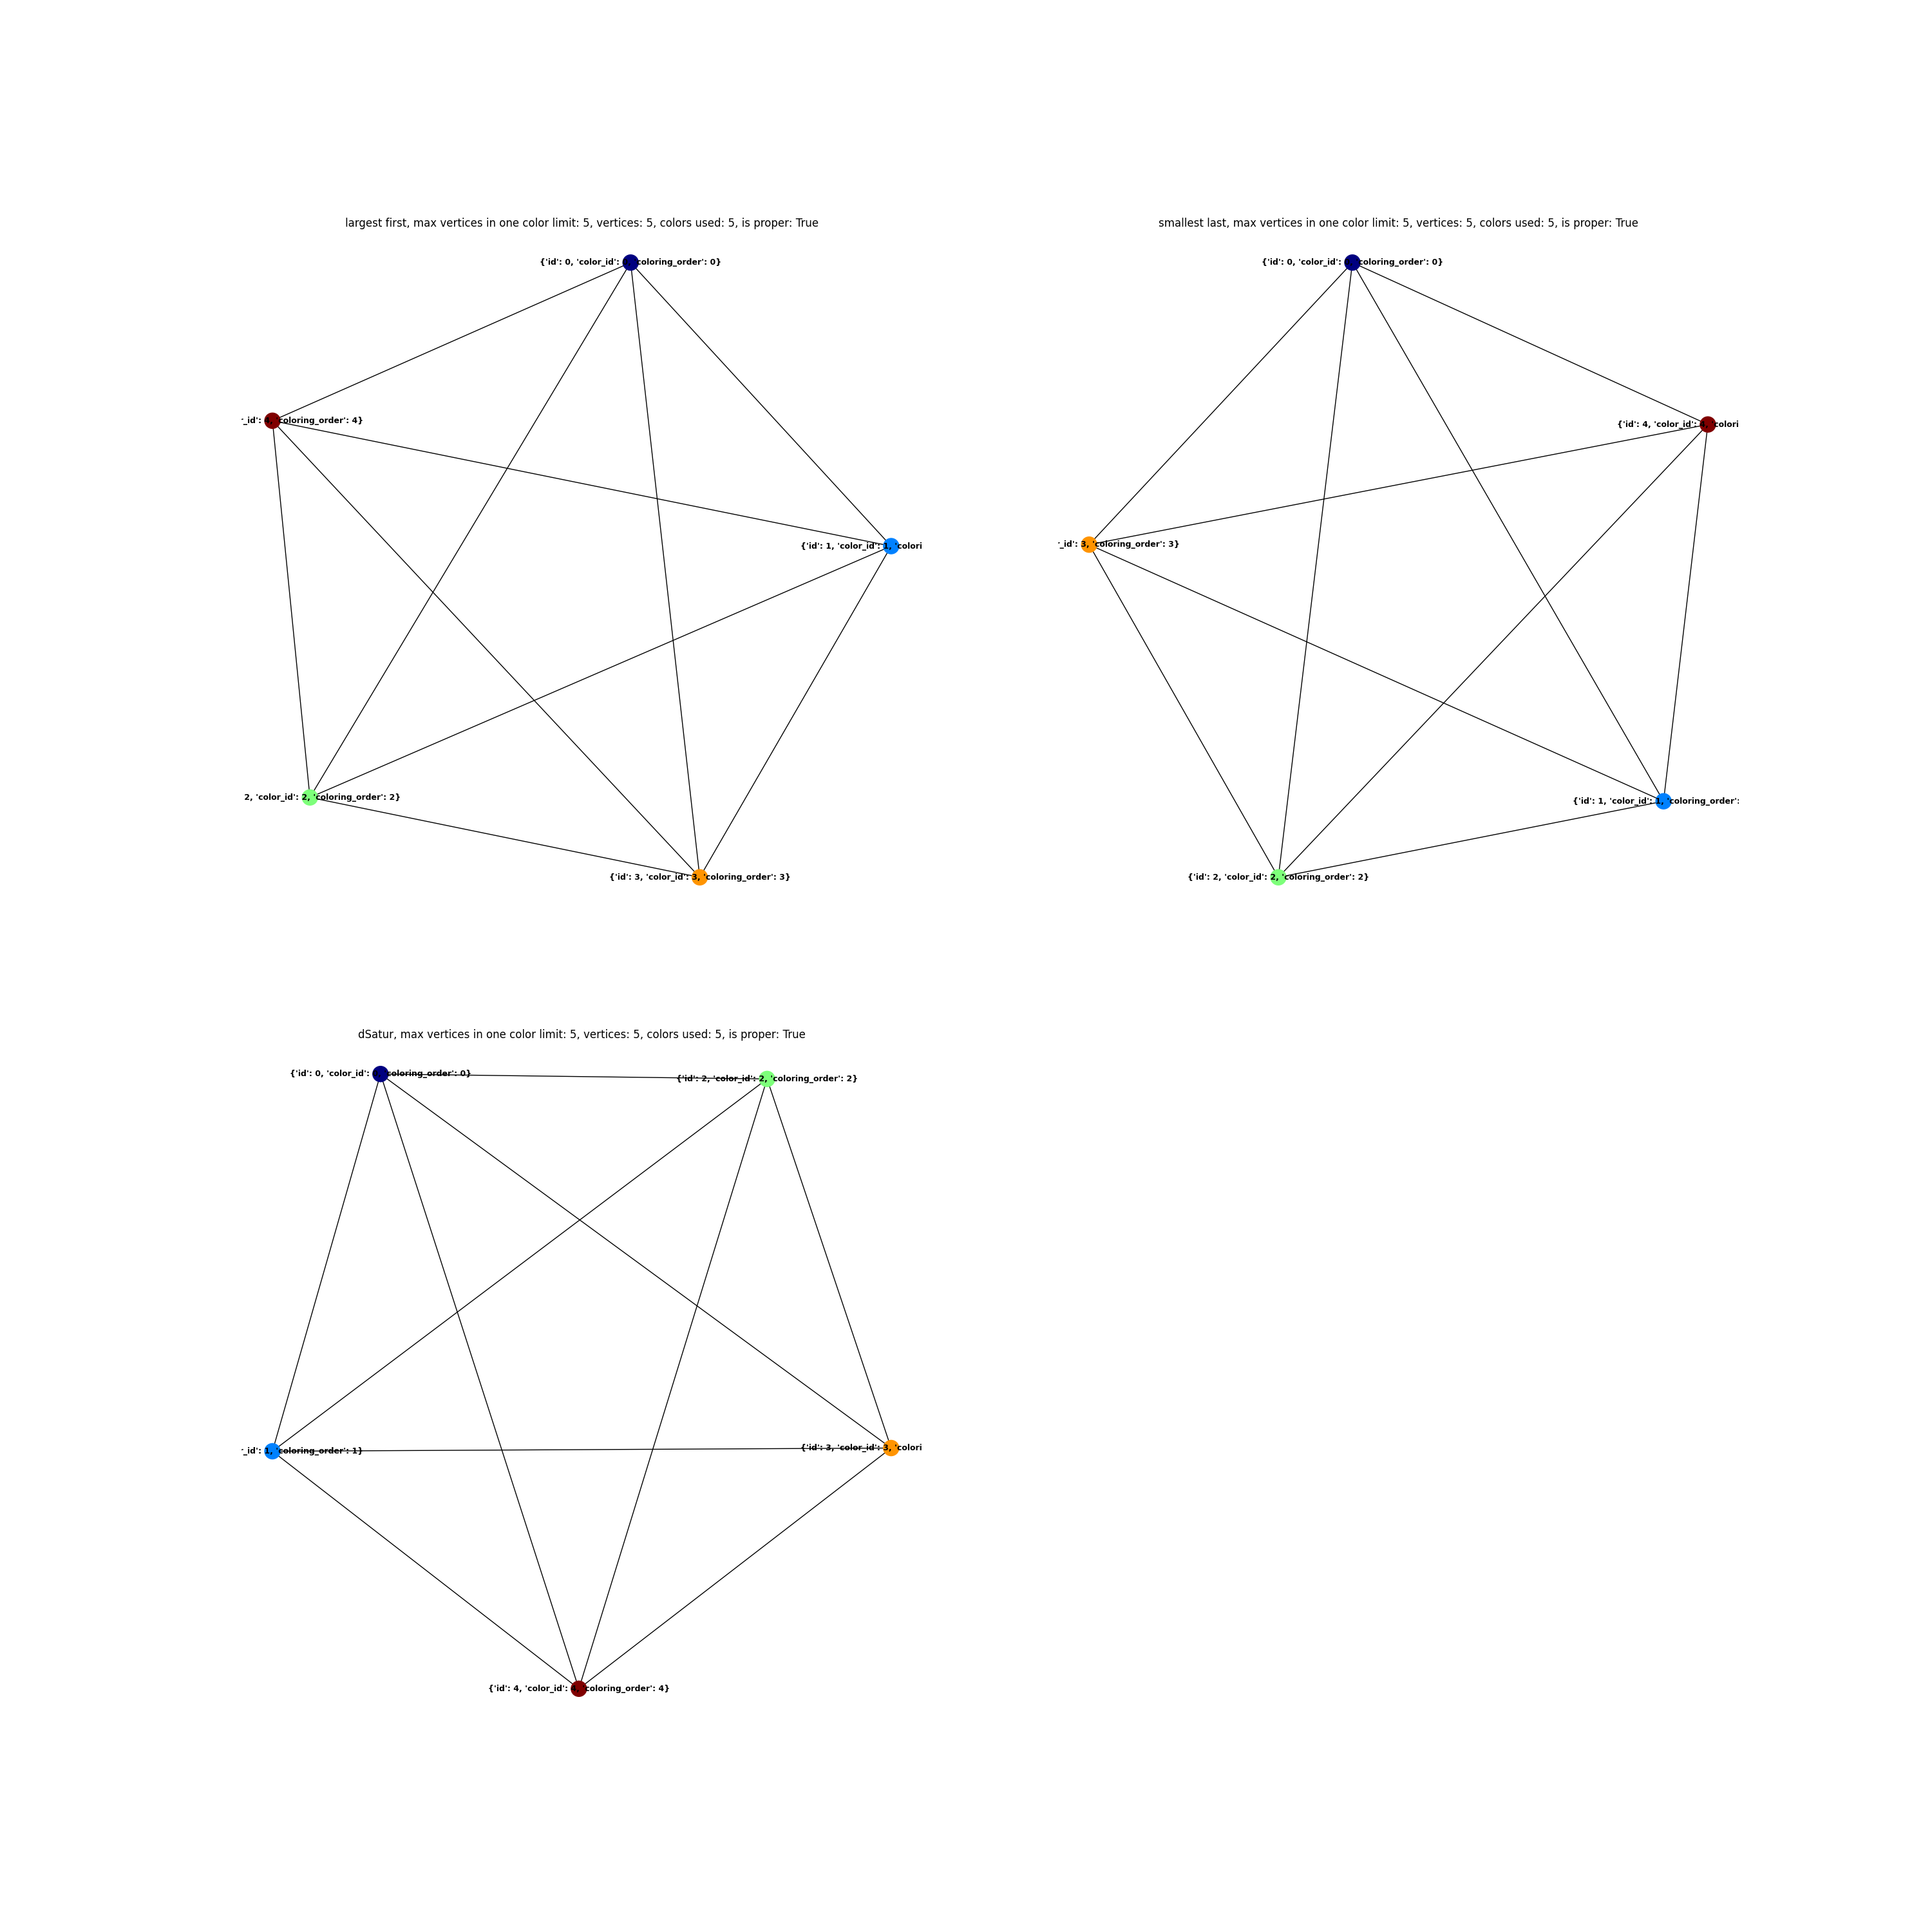 largest first, max vertices in one color limit: 5, vertices: 5, colors used: 5, is proper: True
{'id': 0, 'color_id': coloring_order': 0}
_id': 4, 'coloring_order': 4}
{'id': 1, 'color_id': 1, 'colori
2, 'color_id': 2, 'coloring_order': 2}
{'id': 3, 'color_id': 3, 'coloring_order': 3}
smallest last, max vertices in one color limit: 5, vertices: 5, colors used: 5, is proper: True
{'id': 0, 'color_id': coloring_order': 0}
{'id': 4, 'color_id': 4, 'colori
_id': 3, 'coloring_order': 3}
{'id': 1, 'color_id': 1, 'coloring_order':
{'id': 2, 'color_id': 2, 'coloring_order': 2}
dSatur, max vertices in one color limit: 5, vertices: 5, colors used: 5, is proper: True
{'id': 0, 'color_id': coloring_order': 0}
{'id': 2, 'color_id': 2, 'coloring_order': 2}
_id': 1, 'coloring_order': 1}
{'id': 3, 'color_id': 3, 'colori
{'id': 4, 'color_id': 4, 'coloring_order': 4}